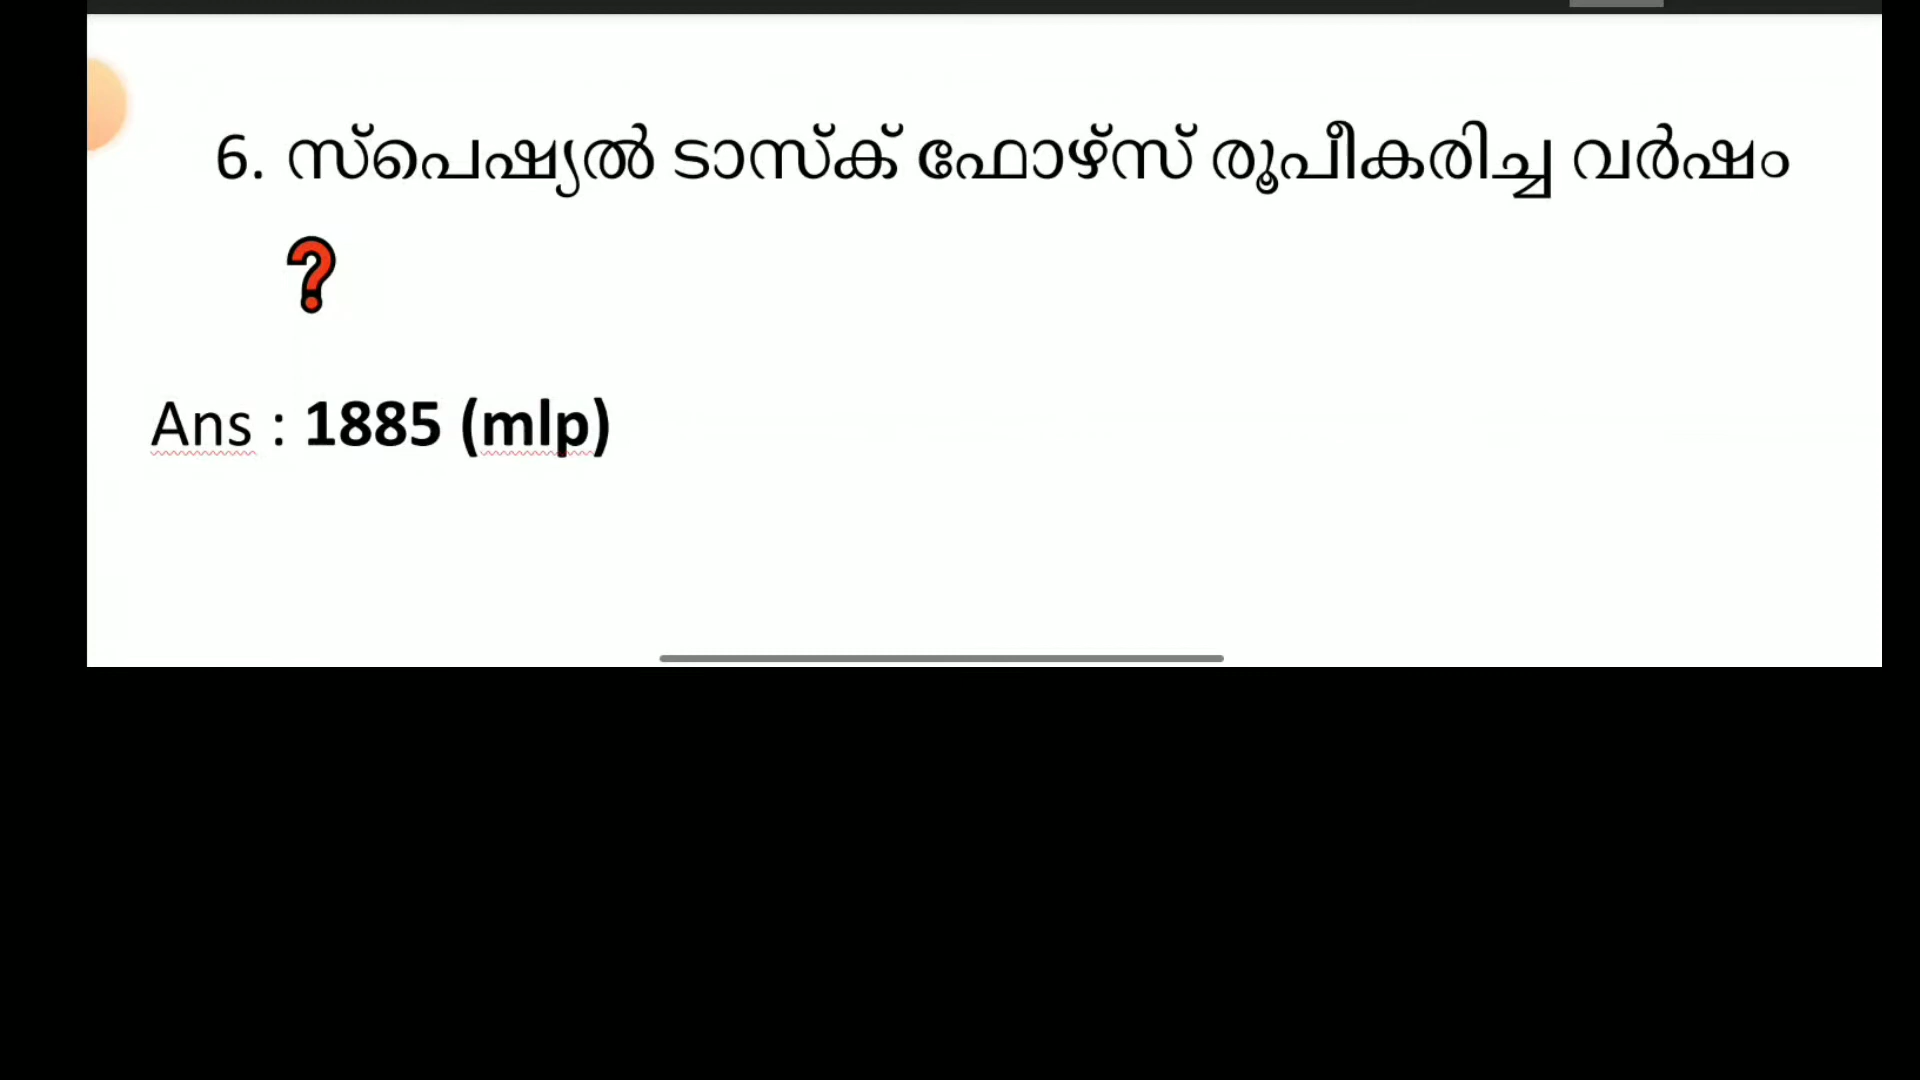 6. സ്പെഷ്യൽ ടാസ്ക് ഫോഴ്സ് രൂപീകരിച്ച വർഷം
❓
Ans : 1885 (mlp)